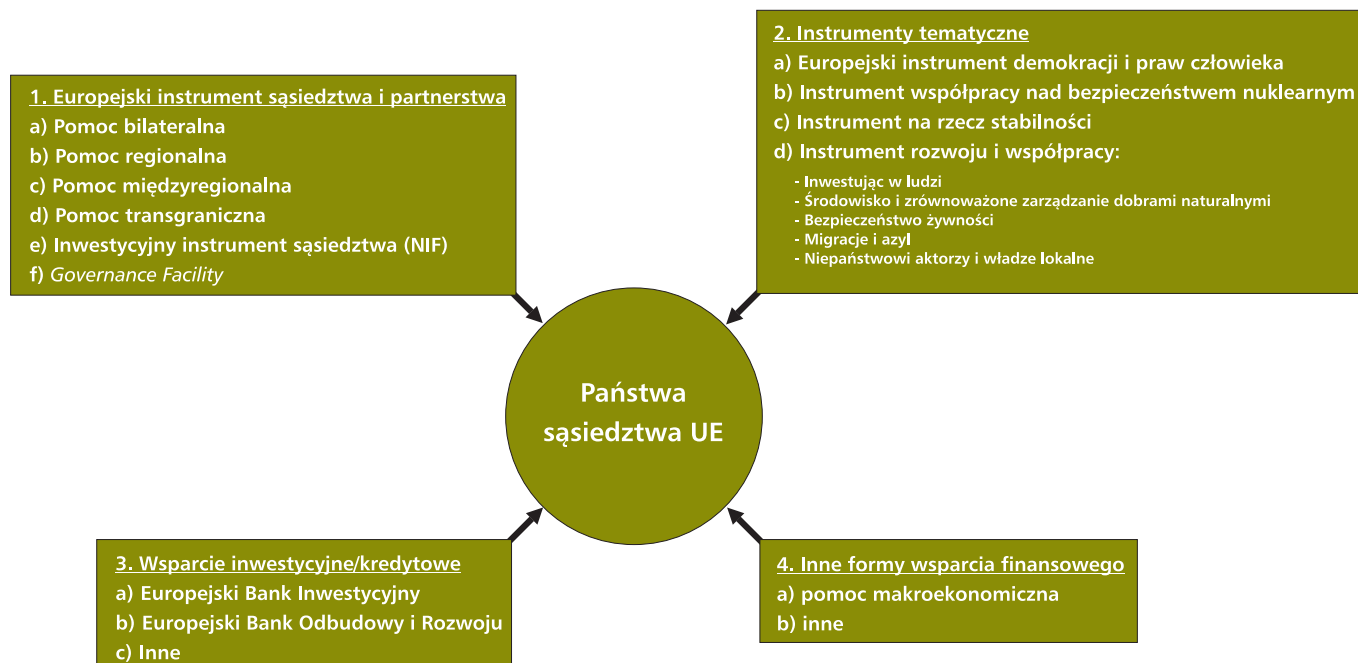 1. Europejski instrument sąsiedztwa i partnerstwa
a) Pomoc bilateralna
b) Pomoc regionalna
c) Pomoc międzyregionalna
d) Pomoc transgraniczna
e) Inwestycyjny instrument sąsiedztwa (NIF)
f) Governance Facility
2. Instrumenty tematyczne
a) Europejski instrument demokracji i praw człowieka
b) Instrument współpracy nad bezpieczeństwem nuklearnym
c) Instrument na rzecz stabilności
d) Instrument rozwoju i współpracy:
- Inwestując w ludzi
- Środowisko i zrównoważone zarządzanie dobrami naturalnymi
- Bezpieczeństwo żywności
- Migracje i azyl
- Niepaństwowi aktorzy i władze lokalne
Państwa
sąsiedztwa UE
3. Wsparcie inwestycyjne/kredytowe
a) Europejski Bank Inwestycyjny
b) Europejski Bank Odbudowy i Rozwoju
c) Inne
4. Inne formy wsparcia finansowego
a) pomoc makroekonomiczna
b) inne